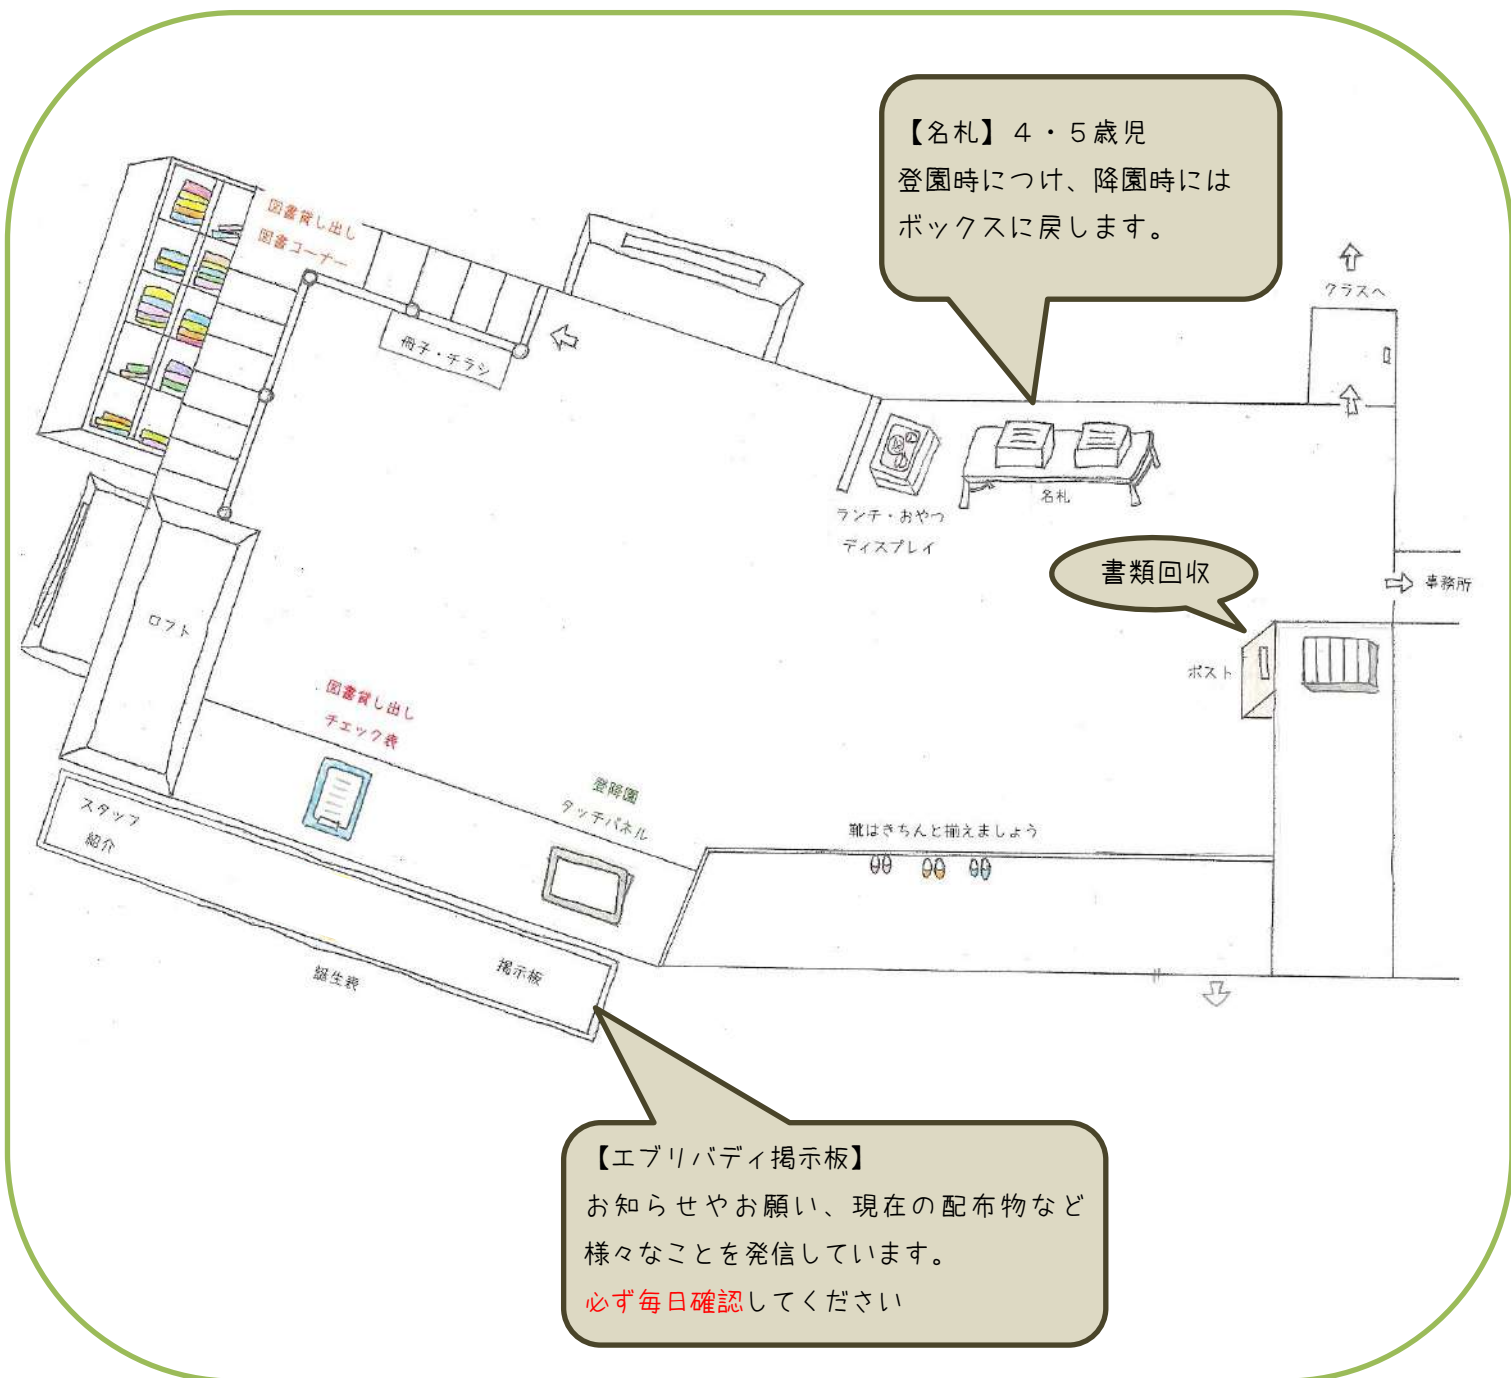 【名札】４・５歳児
登園時につけ、降園時には
ボックスに戻します。
図書貸し出し
図書コーナー
クラスへ
冊子・チラシ
名札
ランチ・おやつ
ディスプレイ
書類回収
事務所
ロフト
ポスト
図書貸し出し
チェック表
登降園
タッチパネル
スタッフ
紹介
靴はきちんと揃えましょう
掲示板
誕生表
【エブリバディ掲示板】
お知らせやお願い、現在の配布物など
様々なことを発信しています。
必ず毎日確認してください